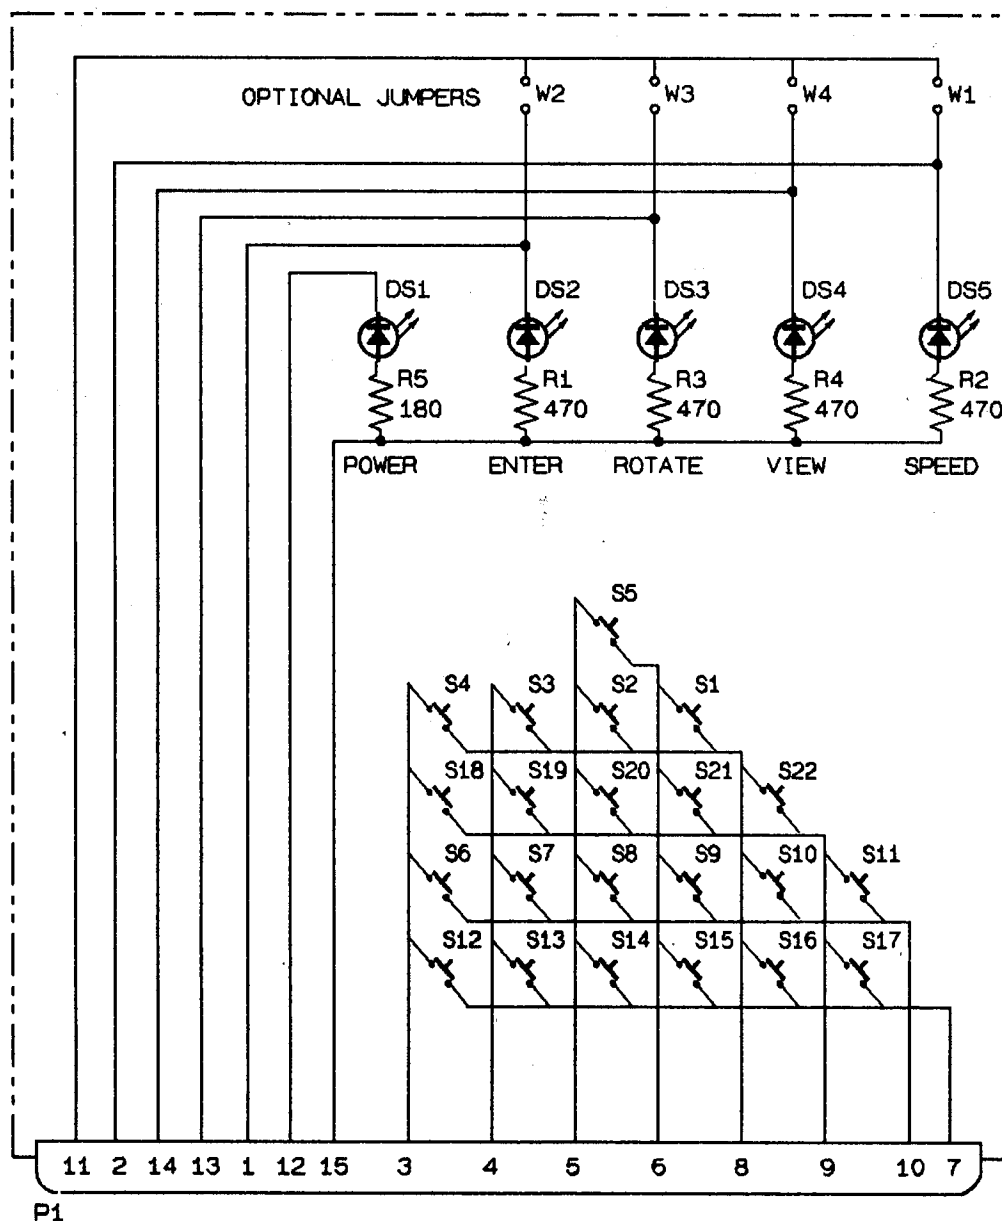 OPTIONAL JUMPERS W2 W3 W4 W1
DS1 DS2 DS3 DS4 DS5
R5 R1 R3 R4 R2
180 470 470 470 470
POWER ENTER ROTATE VIEW SPEED
S5
S4 S3 S2 S1
S18 S19 S20 S21 S22
S6 S7 S8 S9 S10 S11
S12 S13 S14 S15 S16 S17
11 2 14 13 1 12 15 3 4 5 6 8 9 10 7
P1